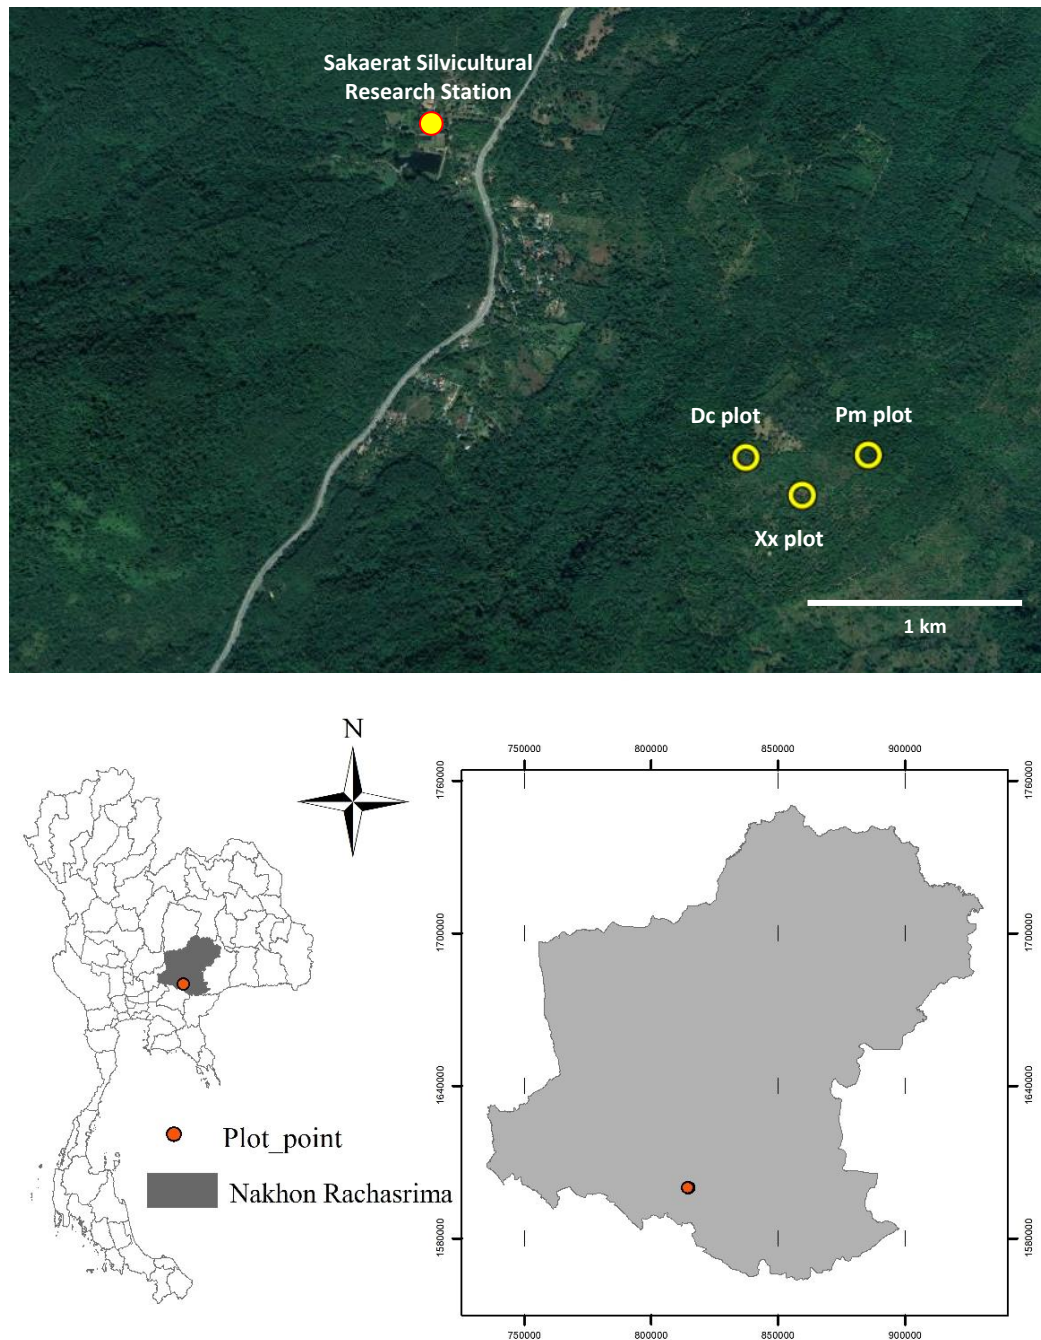 Sakaerat Silvicultural
Research Station
Dc plot
Pm plot
Xx plot
1 km
N
Plot_point
Nakhon Rachasrima
750000
800000
850000
900000
1760000
1700000
1640000
1580000
1760000
1700000
1640000
1580000
750000
800000
850000
900000